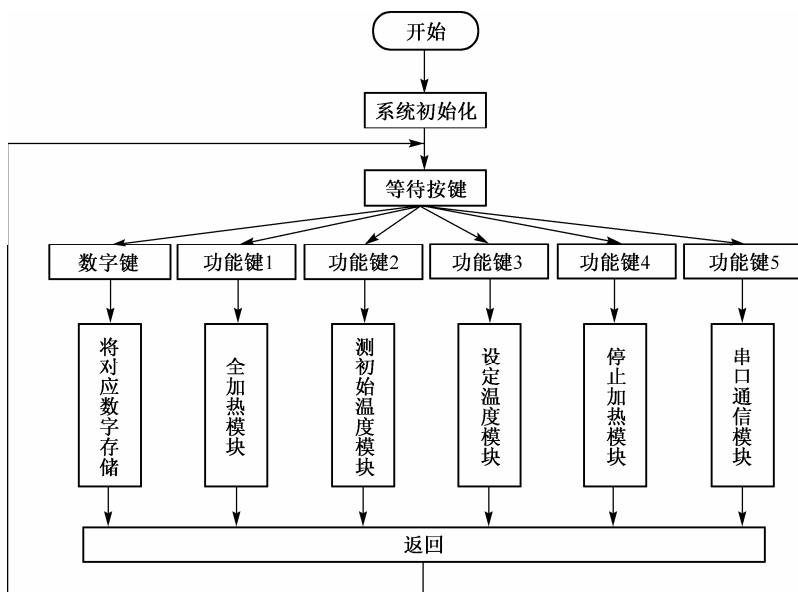 开始
系统初始化
等待按键
数字键
功能键1
功能键2
功能键3
功能键4
功能键5
将对应数字存储
全加热模块
测初始温度模块
设定温度模块
停止加热模块
串口通信模块
返回